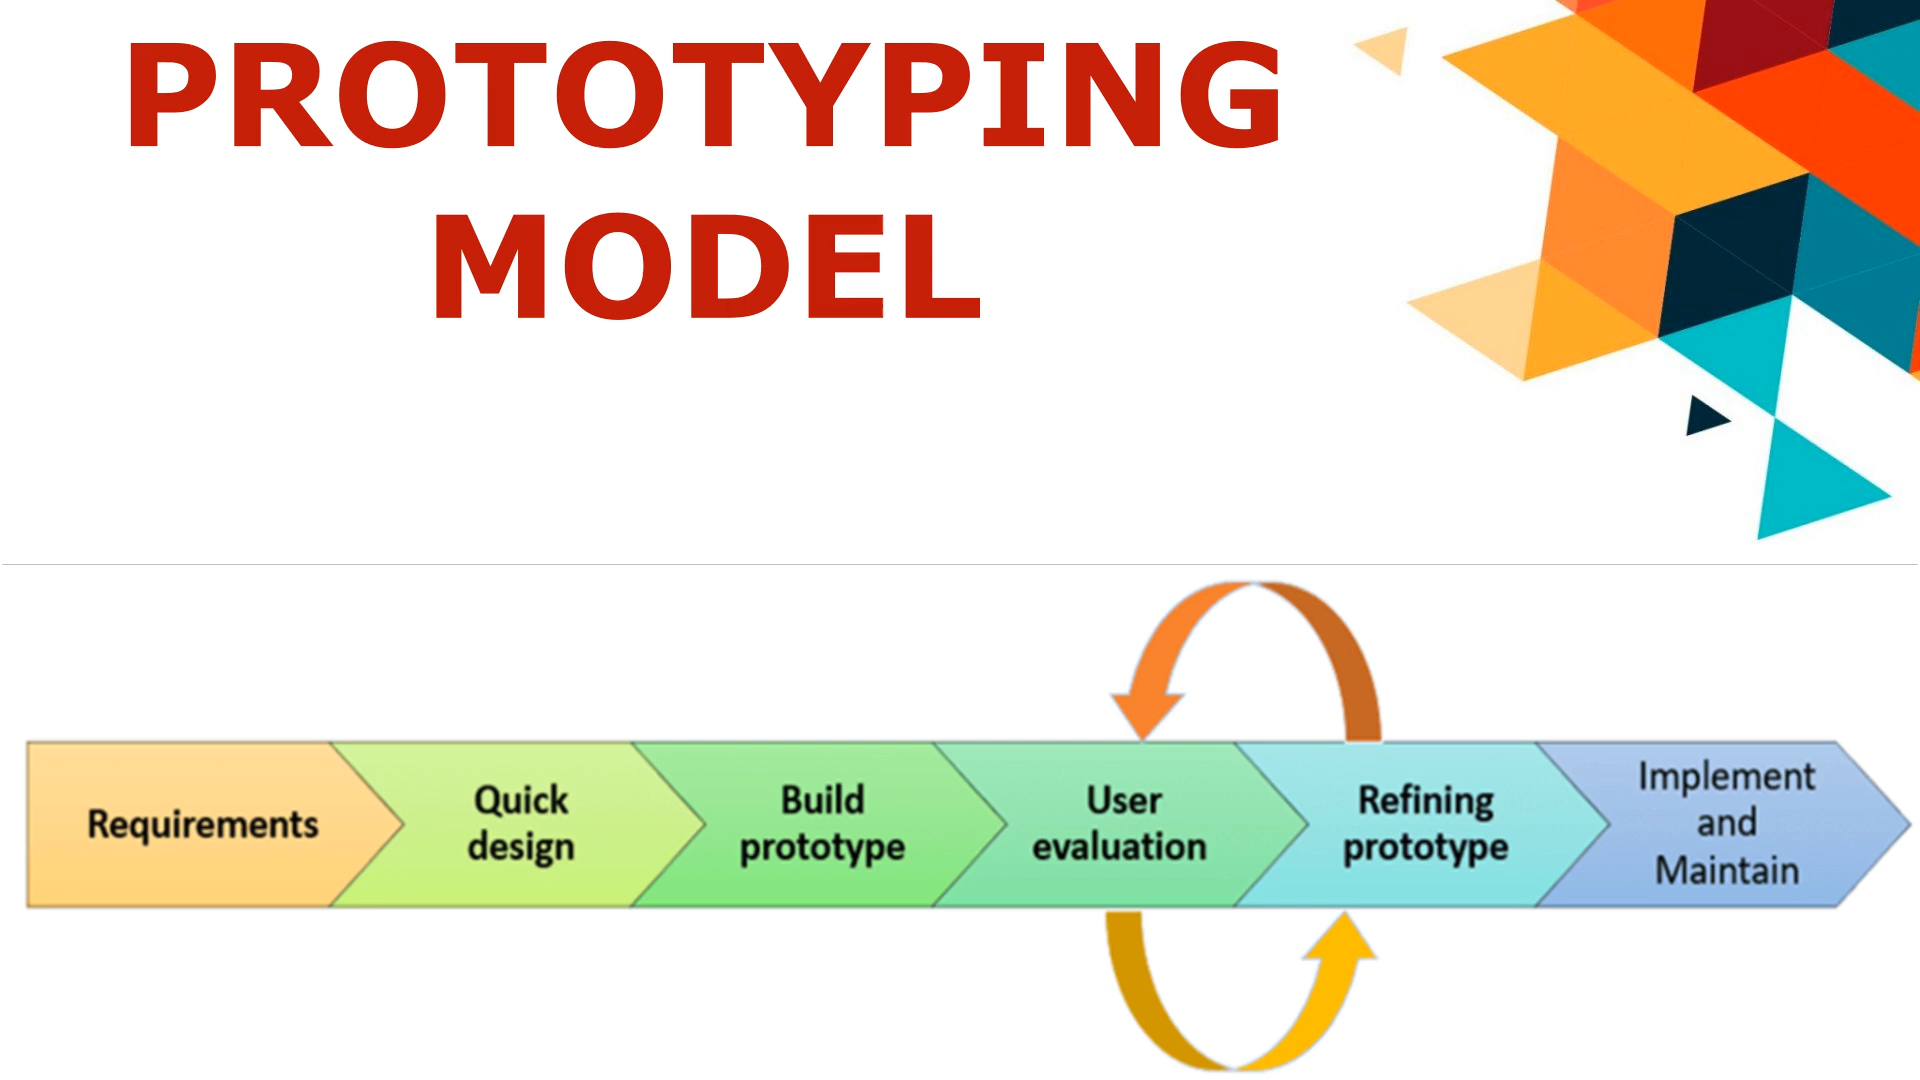 PROTOTYPING
MODEL
Requirements
Quick
design
Build
prototype
User
evaluation
Refining
prototype
Implement
and
Maintain